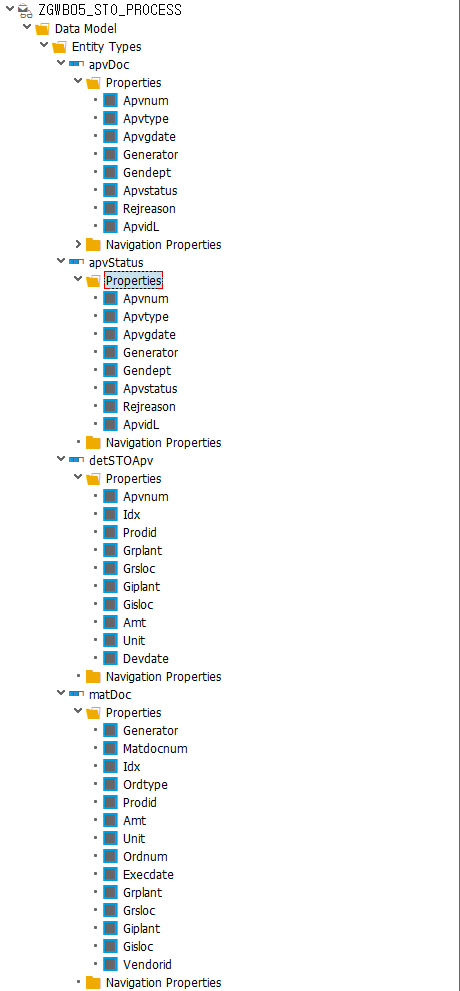 ZGWB05_STO_PROCESS
Data Model
Entity Types
apvDoc
Properties
Apvnum
Apvtype
Apvgdate
Generator
Gendept
Apvstatus
Rejreason
ApvidL
Navigation Properties
apvStatus
Properties
Apvnum
Apvtype
Apvgdate
Generator
Gendept
Apvstatus
Rejreason
ApvidL
Navigation Properties
detSTOApv
Properties
Apvnum
Idx
Prodid
Grplant
Grsloc
Giplant
Gisloc
Amt
Unit
Devdate
Navigation Properties
matDoc
Properties
Generator
Matdocnum
Idx
Ordtype
Prodid
Amt
Unit
Ordnum
Execdate
Grplant
Grsloc
Giplant
Gisloc
Vendorid
Navigation Properties